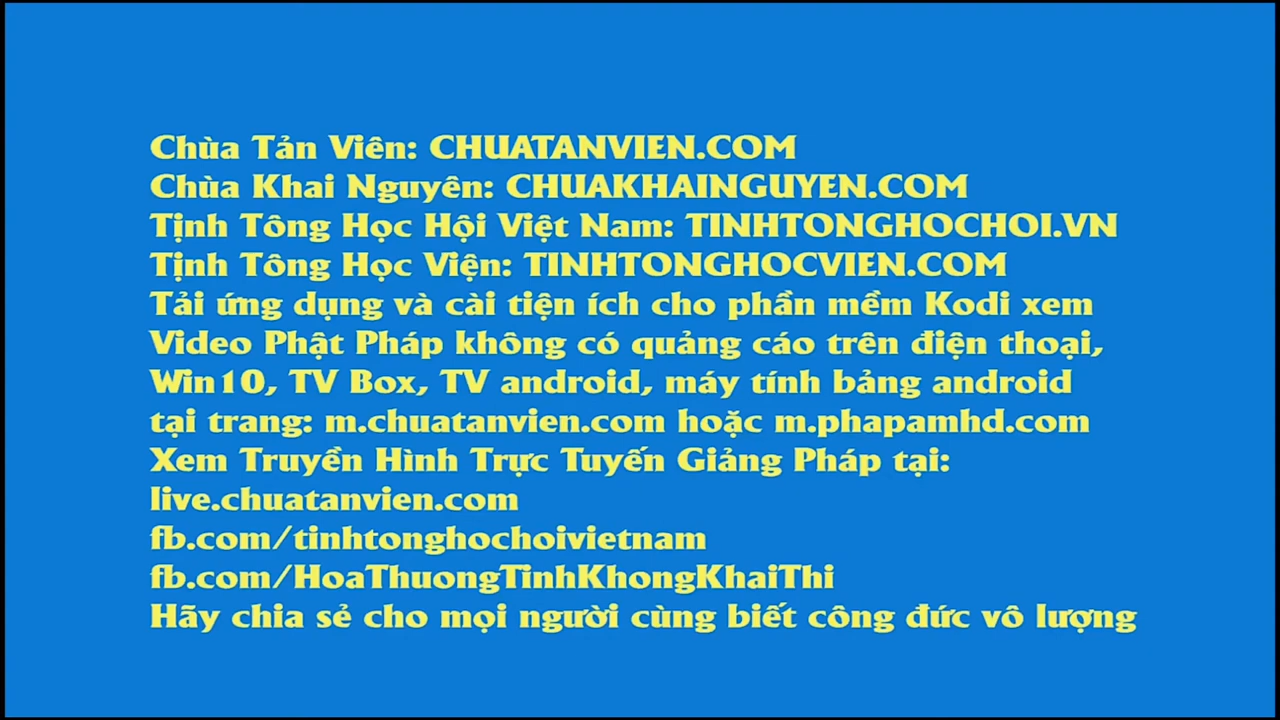 Chùa Tản Viên: CHUATANVIEN.COM
Chùa Khai Nguyên: CHUAKHAINGUYEN.COM
Tịnh Tông Học Hội Việt Nam: TINHTONGHOCHOI.VN
Tịnh Tông Học Viện: TINHTONGHOCVIEN.COM
Tải ứng dụng và cài tiện ích cho phần mềm Kodi xem
Video Phật Pháp không có quảng cáo trên điện thoại,
Win10, TV Box, TV android, máy tính bảng android
tại trang: m.chuatanvien.com hoặc m.phapamhd.com
Xem Truyền Hình Trực Tuyến Giảng Pháp tại:
live.chuatanvien.com
fb.com/tinhtonghochoivietnam
fb.com/HoaThuongTinhKhongKhaiThi
Hãy chia sẻ cho mọi người cùng biết công đức vô lượng